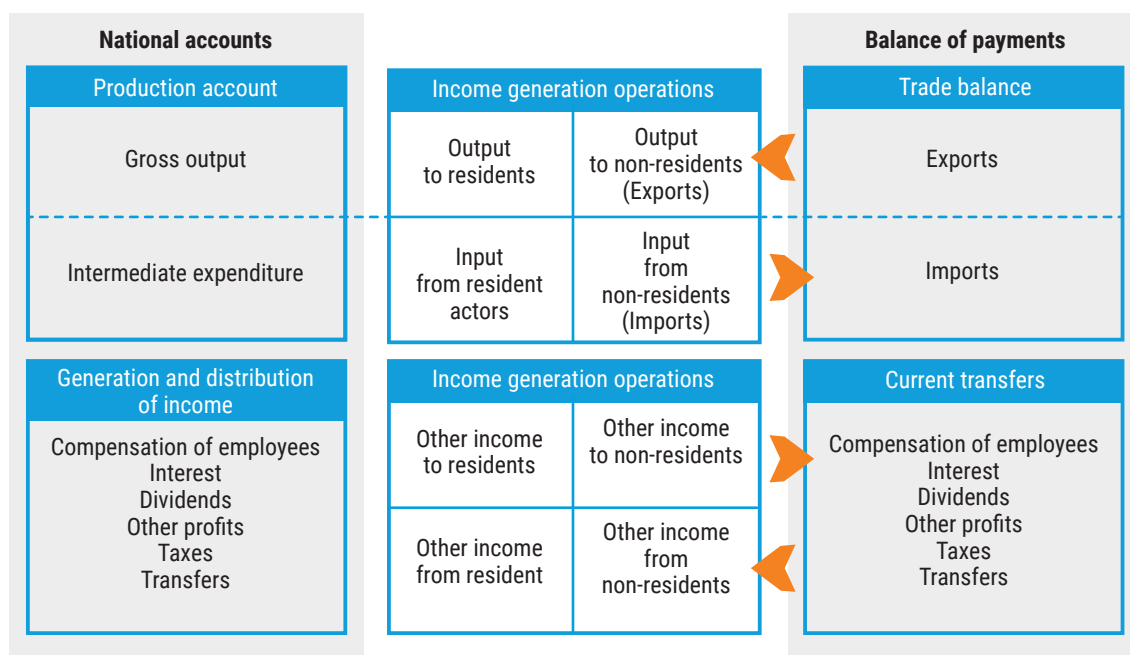 National accounts
Production account
Gross output
Intermediate expenditure
Generation and distribution
of income
Compensation of employees
Interest
Dividends
Other profits
Taxes
Transfers
Income generation operations
Output
to residents
Output
to non-residents
(Exports)
Input
from resident
actors
Input
from
non-residents
(Imports)
Income generation operations
Other income
to residents
Other income
to non-residents
Other income
from resident
Other income
from
non-residents
Balance of payments
Trade balance
Exports
Imports
Current transfers
Compensation of employees
Interest
Dividends
Other profits
Taxes
Transfers